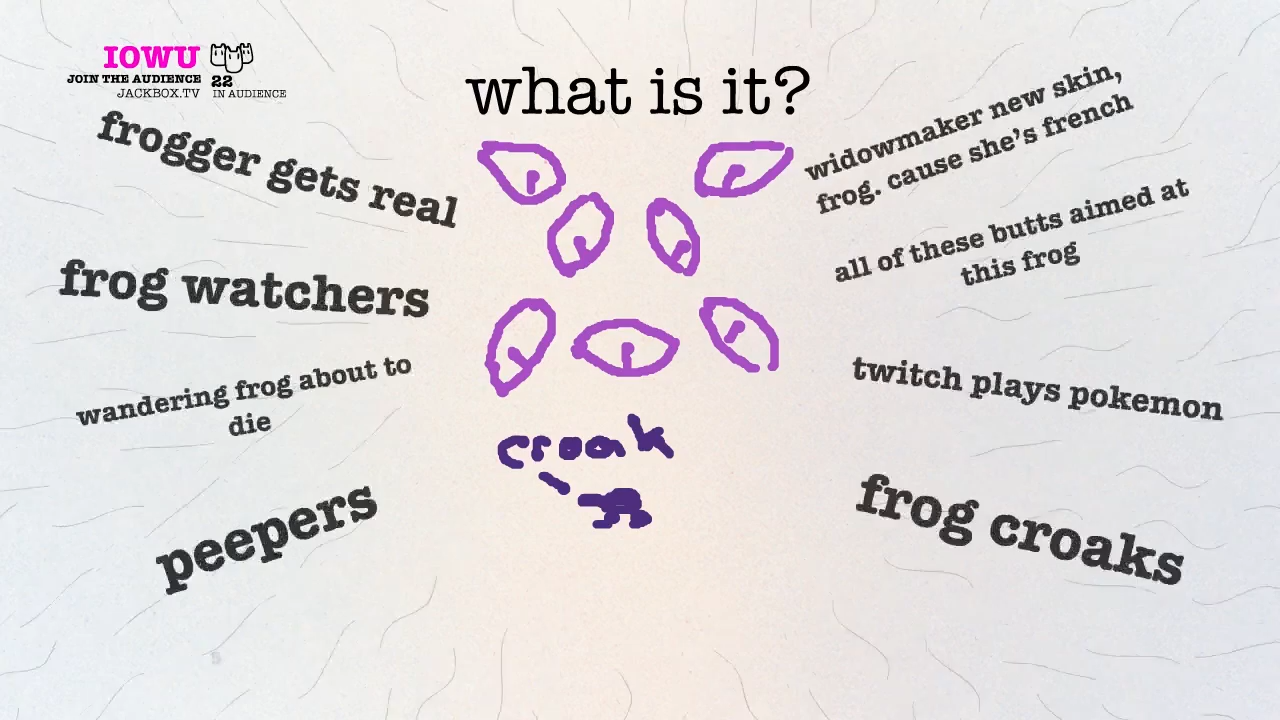 IOWU
JOIN THE AUDIENCE 22
JACKBOX.TV IN AUDIENCE
what is it?
frogger gets real
frog watchers
wandering frog about to
die
peepers
widowmaker new skin,
frog. cause she's french
all of these butts aimed at
this frog
twitch plays pokemon
frog croaks
croak
5